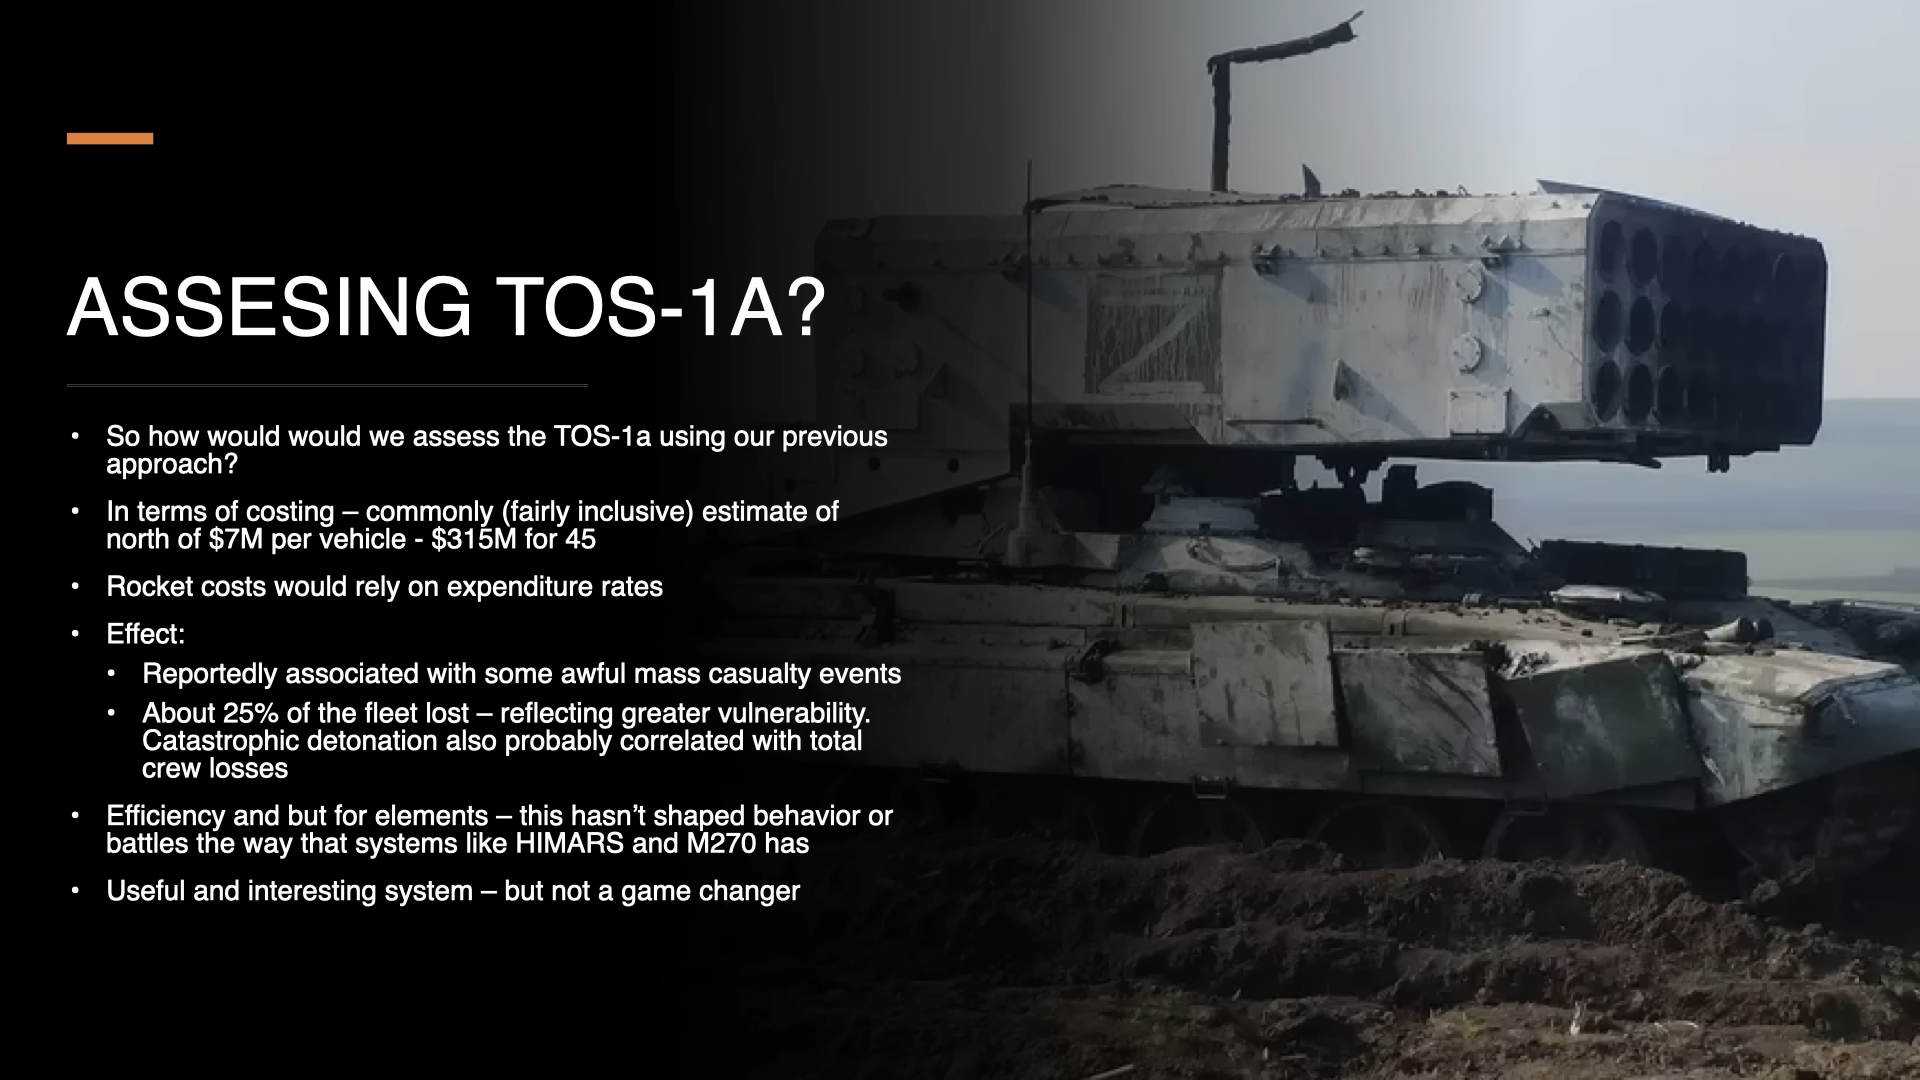 ASSESING TOS-1A?
• So how would would we assess the TOS-1a using our previous
approach?
• In terms of costing – commonly (fairly inclusive) estimate of
north of $7M per vehicle - $315M for 45
• Rocket costs would rely on expenditure rates
• Effect:
• Reportedly associated with some awful mass casualty events
• About 25% of the fleet lost – reflecting greater vulnerability.
Catastrophic detonation also probably correlated with total
crew losses
• Efficiency and but for elements – this hasn’t shaped behavior or
battles the way that systems like HIMARS and M270 has
• Useful and interesting system – but not a game changer
Z